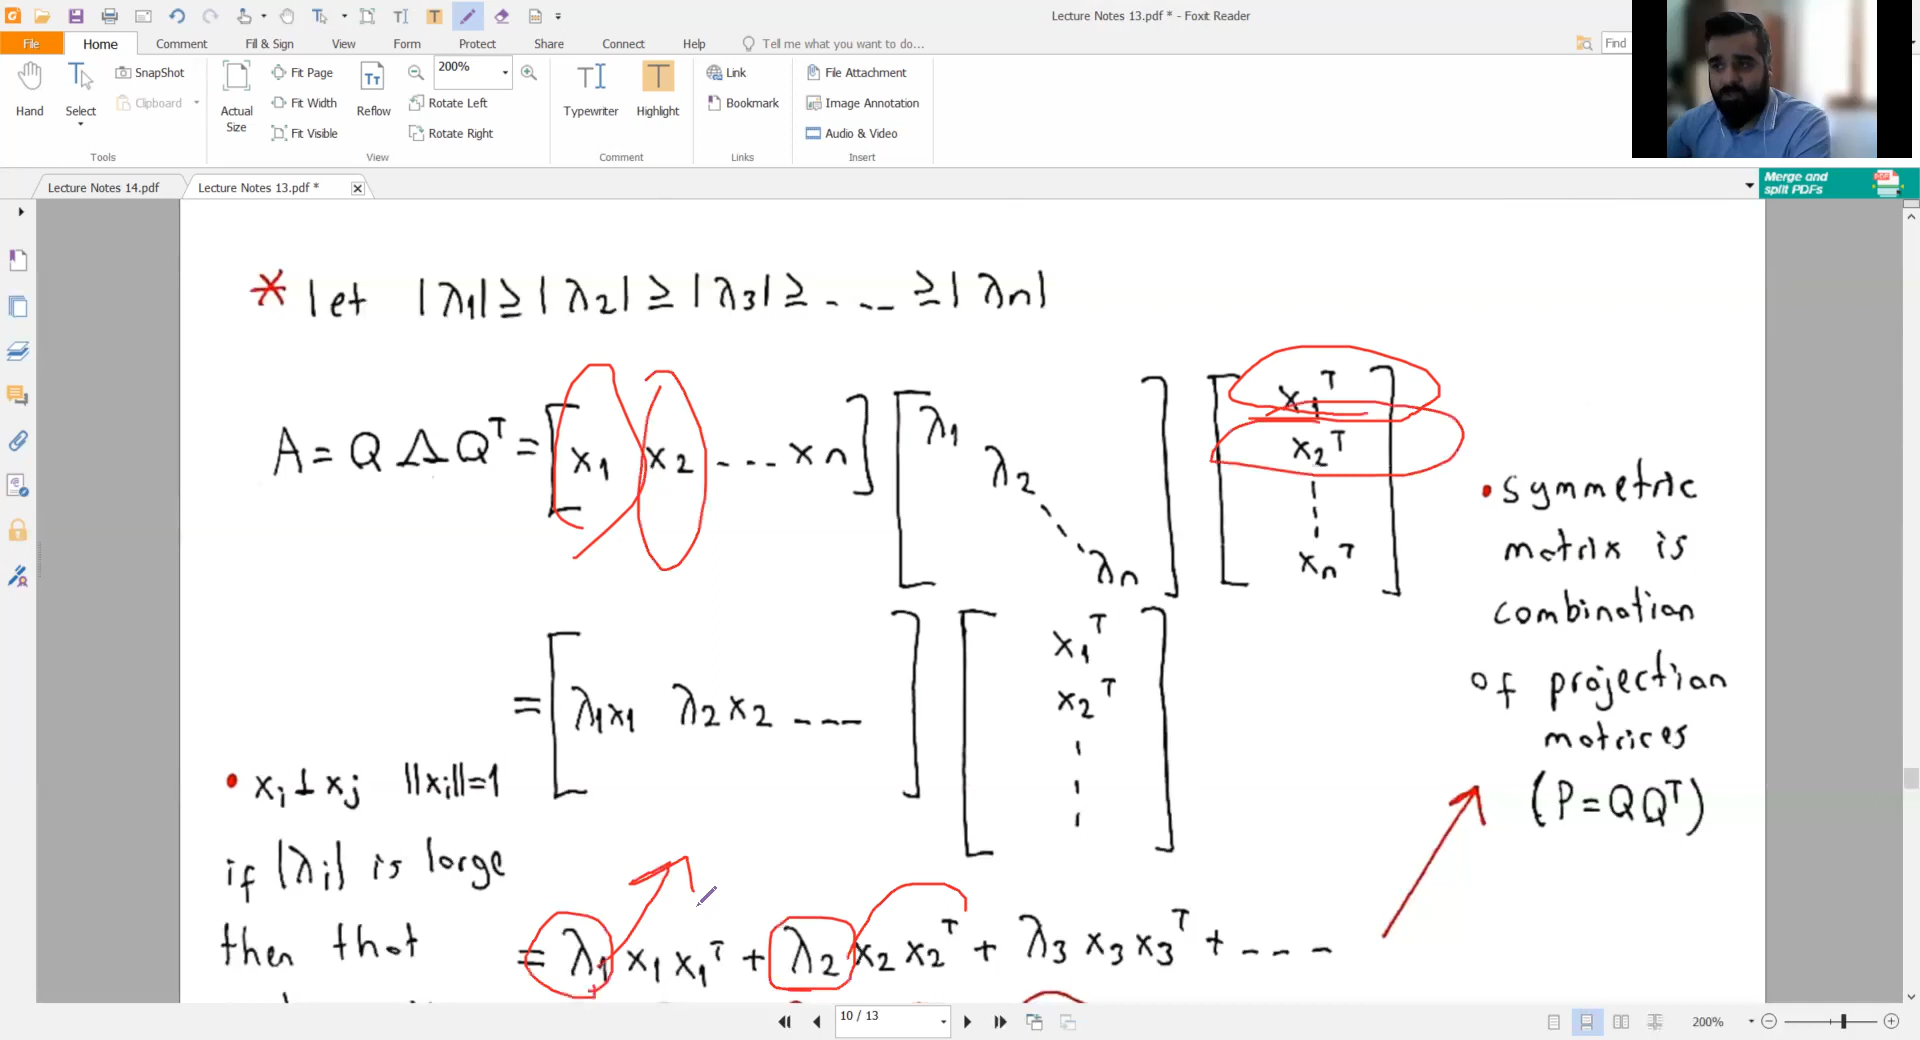 Lecture Notes 13.pdf * - Foxit Reader
File Home Comment Fill & Sign View Form Protect Share Connect Help Tell me what you want to do... Find
Hand Select SnapShot Clipboard Actual Size Fit Page Fit Width Fit Visible Reflow 200% Rotate Left Rotate Right Typewriter Highlight Link Bookmark File Attachment Image Annotation Audio & Video
Tools View Comment Links Insert
Lecture Notes 14.pdf Lecture Notes 13.pdf * Merge and split PDFs
* let |λ1| ≥ |λ2| ≥ |λ3| ≥ . -- ≥ |λn|
A = Q Λ Q^T = [x1 x2 ... xn] [λ1 λ2 ⋱ λn] [x1^T x2^T ⋮ xn^T]
• symmetric
matrix is
combination
of projection
matrices
(P = QQ^T)
= [λ1x1 λ2x2 ---] [x1^T x2^T ⋮]
• xi ⊥ xj ||xi||=1
if |λi| is large
then that
= λ1 x1 x1^T + λ2 x2 x2^T + λ3 x3 x3^T + ----
10 / 13 200%